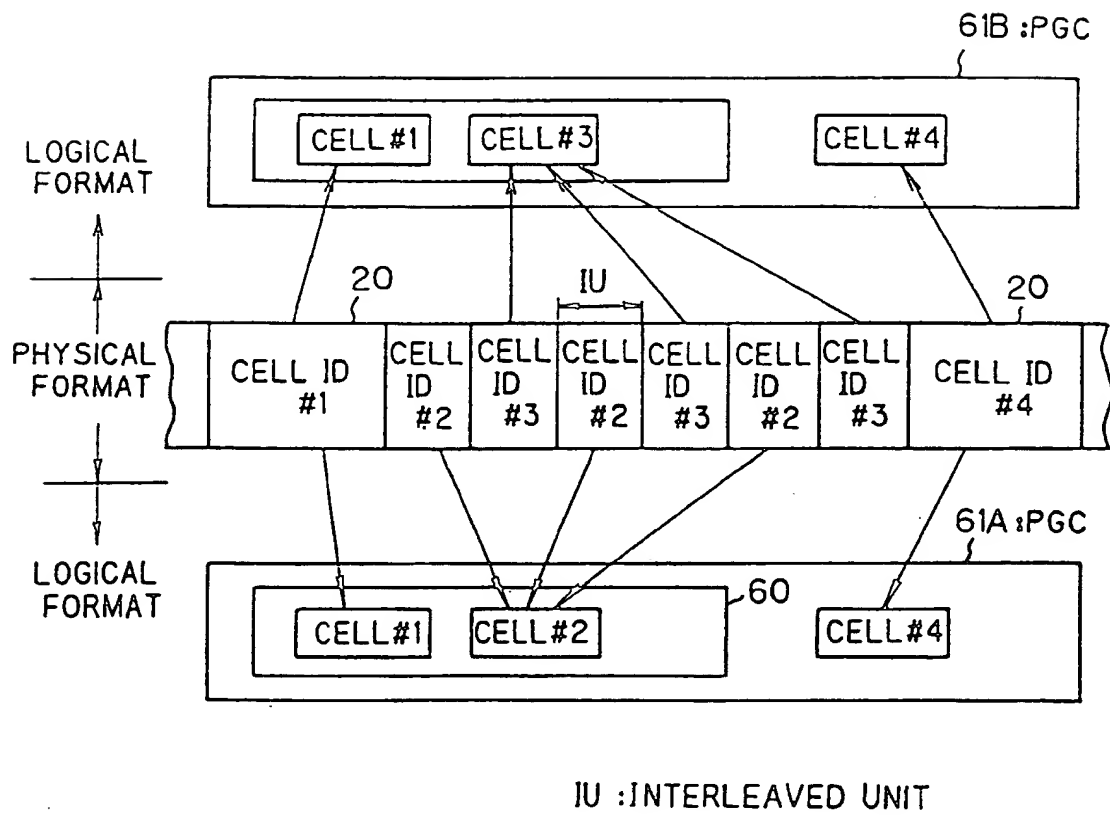 61B :PGC
CELL#1
CELL#3
CELL#4
LOGICAL
FORMAT
20
IU
20
PHYSICAL
FORMAT
CELL ID
#1
CELL
ID
#2
CELL
ID
#3
CELL
ID
#2
CELL
ID
#3
CELL
ID
#2
CELL
ID
#3
CELL ID
#4
61A :PGC
LOGICAL
FORMAT
60
CELL#1
CELL#2
CELL#4
IU :INTERLEAVED UNIT